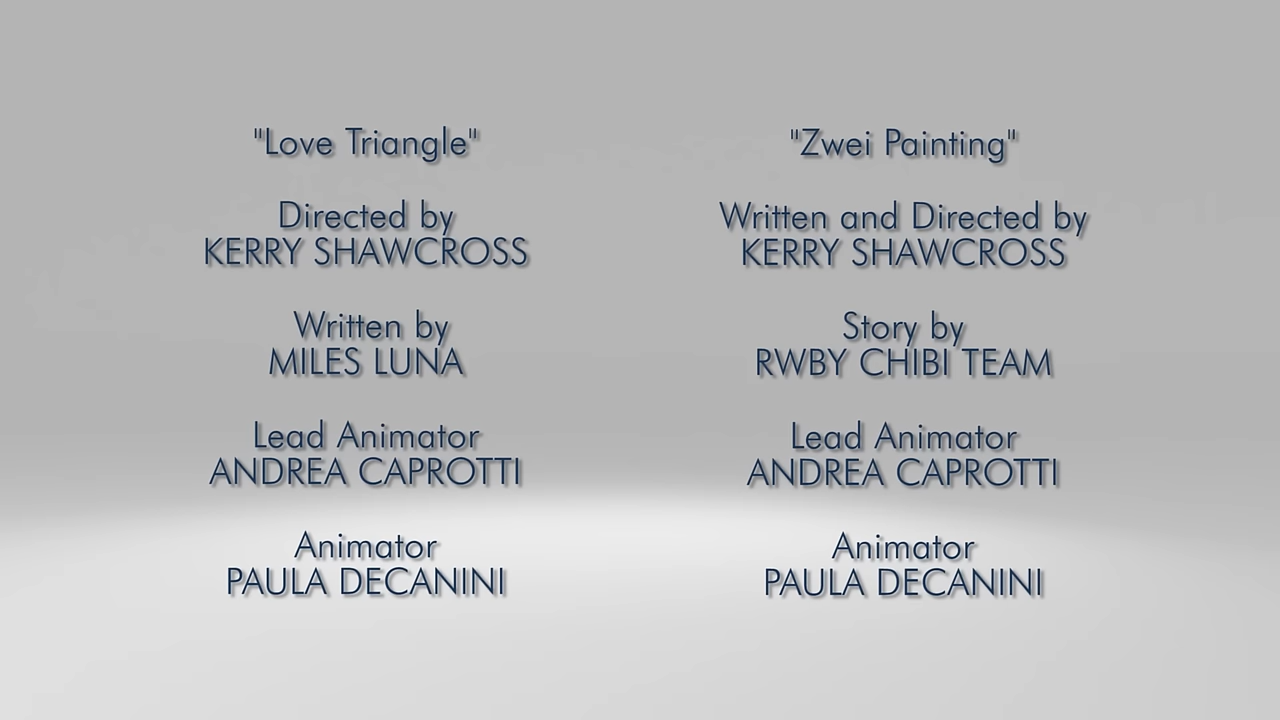 "Love Triangle"
Directed by
KERRY SHAWCROSS
Written by
MILES LUNA
Lead Animator
ANDREA CAPROTTI
Animator
PAULA DECANINI
"Zwei Painting"
Written and Directed by
KERRY SHAWCROSS
Story by
RWBY CHIBI TEAM
Lead Animator
ANDREA CAPROTTI
Animator
PAULA DECANINI